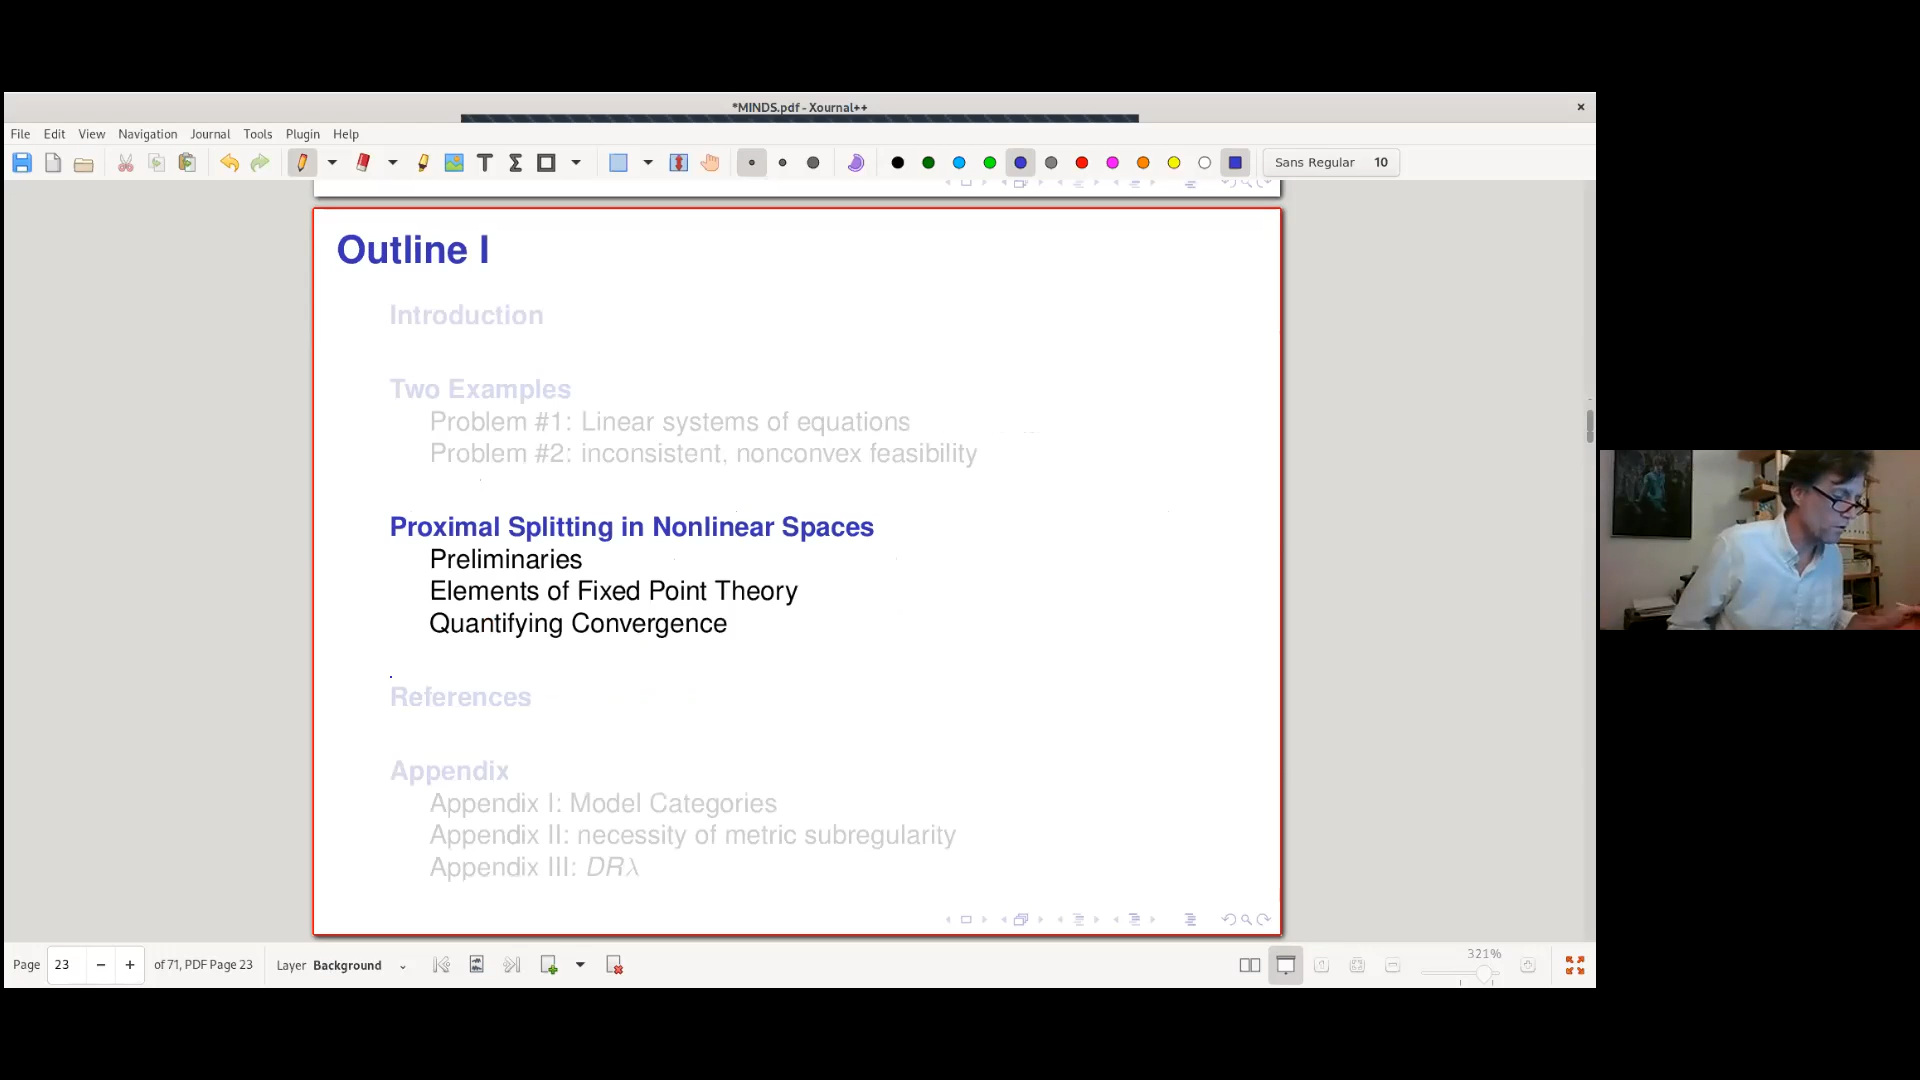 *MINDS.pdf - Xournal++
File Edit View Navigation Journal Tools Plugin Help
Sans Regular 10
Outline I
Introduction
Two Examples
Problem #1: Linear systems of equations
Problem #2: inconsistent, nonconvex feasibility
Proximal Splitting in Nonlinear Spaces
Preliminaries
Elements of Fixed Point Theory
Quantifying Convergence
References
Appendix
Appendix I: Model Categories
Appendix II: necessity of metric subregularity
Appendix III: DRλ
Page 23 of 71, PDF Page 23 Layer Background 321%